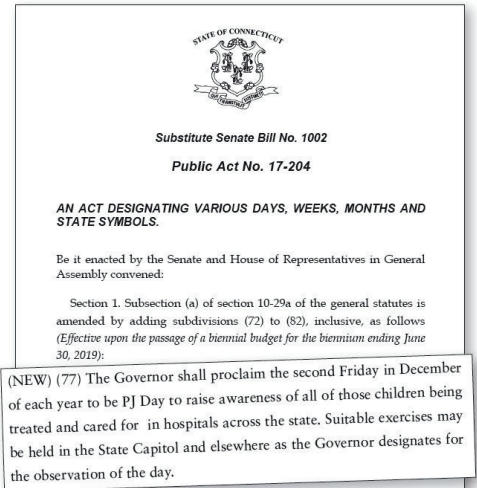 STATE OF CONNECTICUT
QUI TRANSTULIT SUSTINET
Substitute Senate Bill No. 1002
Public Act No. 17-204
AN ACT DESIGNATING VARIOUS DAYS, WEEKS, MONTHS AND
STATE SYMBOLS.
Be it enacted by the Senate and House of Representatives in General
Assembly convened:
Section 1. Subsection (a) of section 10-29a of the general statutes is
amended by adding subdivisions (72) to (82), inclusive, as follows
(Effective upon the passage of a biennial budget for the biennium ending June
30, 2019):
(NEW) (77) The Governor shall proclaim the second Friday in December
of each year to be PJ Day to raise awareness of all of those children being
treated and cared for in hospitals across the state. Suitable exercises may
be held in the State Capitol and elsewhere as the Governor designates for
the observation of the day.